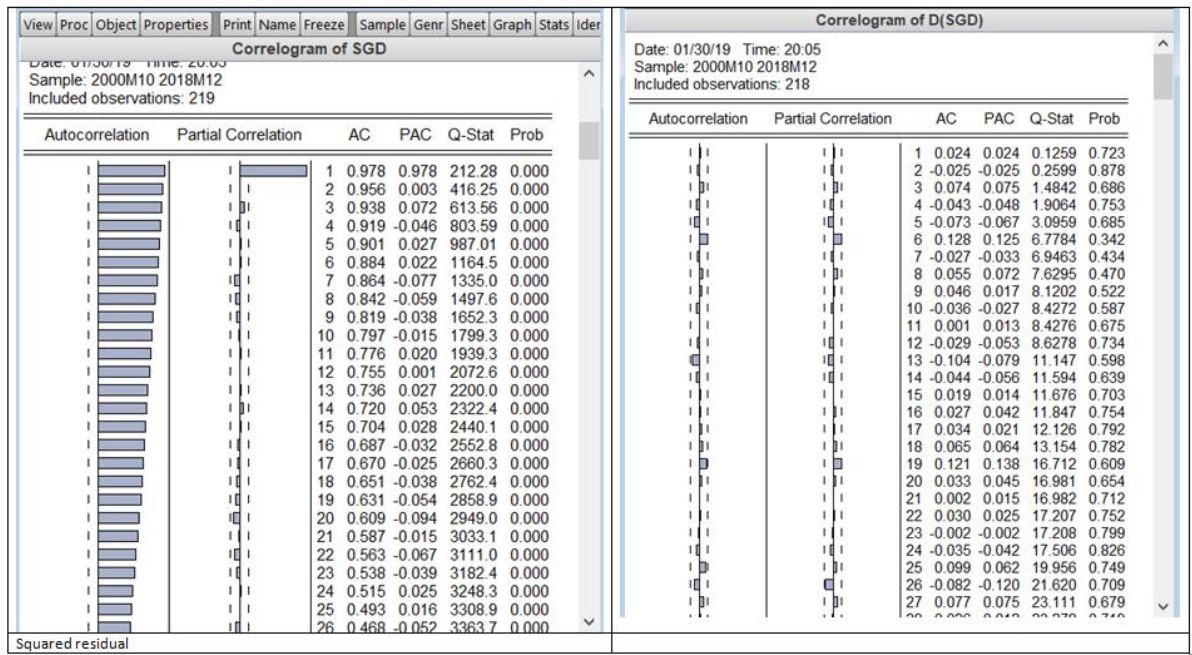 View Proc Object Properties Print Name Freeze Sample Genr Sheet Graph Stats Iden
Correlogram of SGD
Date: 01/30/19 Time: 20:05
Sample: 2000M10 2018M12
Included observations: 219
Autocorrelation Partial Correlation AC PAC Q-Stat Prob
1 0.978 0.978 212.28 0.000
2 0.956 0.003 416.25 0.000
3 0.938 0.072 613.56 0.000
4 0.919 -0.046 803.59 0.000
5 0.901 0.027 987.01 0.000
6 0.884 0.022 1164.5 0.000
7 0.864 -0.077 1335.0 0.000
8 0.842 -0.059 1497.6 0.000
9 0.819 -0.038 1652.3 0.000
10 0.797 -0.015 1799.3 0.000
11 0.776 0.020 1939.3 0.000
12 0.755 0.001 2072.6 0.000
13 0.736 0.027 2200.0 0.000
14 0.720 0.053 2322.4 0.000
15 0.704 0.028 2440.1 0.000
16 0.687 -0.032 2552.8 0.000
17 0.670 -0.025 2660.3 0.000
18 0.651 -0.038 2762.4 0.000
19 0.631 -0.054 2858.9 0.000
20 0.609 -0.094 2949.0 0.000
21 0.587 -0.015 3033.1 0.000
22 0.563 -0.067 3111.0 0.000
23 0.538 -0.039 3182.4 0.000
24 0.515 0.025 3248.3 0.000
25 0.493 0.016 3308.9 0.000
26 0.468 -0.052 3363.7 0.000
Squared residual
Correlogram of D(SGD)
Date: 01/30/19 Time: 20:05
Sample: 2000M10 2018M12
Included observations: 218
Autocorrelation Partial Correlation AC PAC Q-Stat Prob
1 0.024 0.024 0.1259 0.723
2 -0.025 -0.025 0.2599 0.878
3 0.074 0.075 1.4842 0.686
4 -0.043 -0.048 1.9064 0.753
5 -0.073 -0.067 3.0959 0.685
6 0.128 0.125 6.7784 0.342
7 -0.027 -0.033 6.9463 0.434
8 0.055 0.072 7.6295 0.470
9 0.046 0.017 8.1202 0.522
10 -0.036 -0.027 8.4272 0.587
11 0.001 0.013 8.4276 0.675
12 -0.029 -0.053 8.6278 0.734
13 -0.104 -0.079 11.147 0.598
14 -0.044 -0.056 11.594 0.639
15 0.019 0.014 11.676 0.703
16 0.027 0.042 11.847 0.754
17 0.034 0.021 12.126 0.792
18 0.065 0.064 13.154 0.782
19 0.121 0.138 16.712 0.609
20 0.033 0.045 16.981 0.654
21 0.002 0.015 16.982 0.712
22 0.030 0.025 17.207 0.752
23 -0.002 -0.002 17.208 0.799
24 -0.035 -0.042 17.506 0.826
25 0.099 0.062 19.956 0.749
26 -0.082 -0.120 21.620 0.709
27 0.077 0.075 23.111 0.679